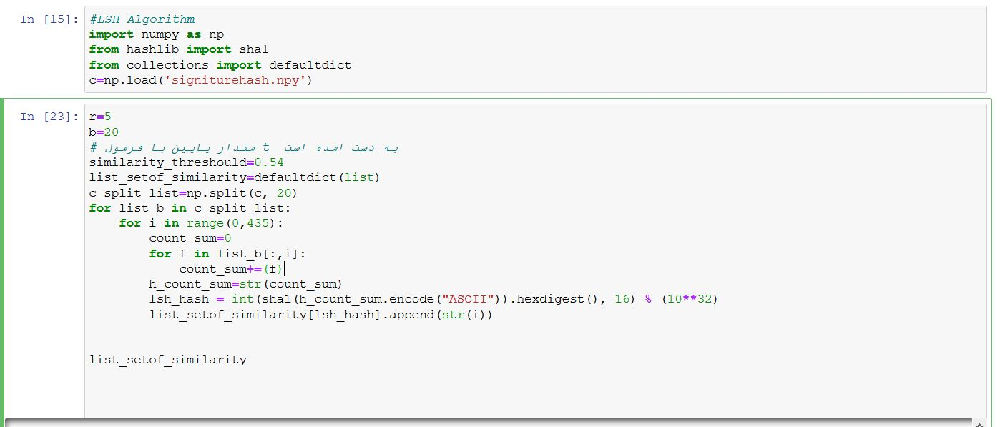 In [15]: #LSH Algorithm
import numpy as np
from hashlib import sha1
from collections import defaultdict
c=np.load('signiturehash.npy')
In [23]: r=5
b=20
# مقدار پایین با فرمول t به دست امده است
similarity_threshould=0.54
list_setof_similarity=defaultdict(list)
c_split_list=np.split(c, 20)
for list_b in c_split_list:
    for i in range(0,435):
        count_sum=0
        for f in list_b[:,i]:
            count_sum+=(f)
        h_count_sum=str(count_sum)
        lsh_hash = int(sha1(h_count_sum.encode("ASCII")).hexdigest(), 16) % (10**32)
        list_setof_similarity[lsh_hash].append(str(i))
list_setof_similarity